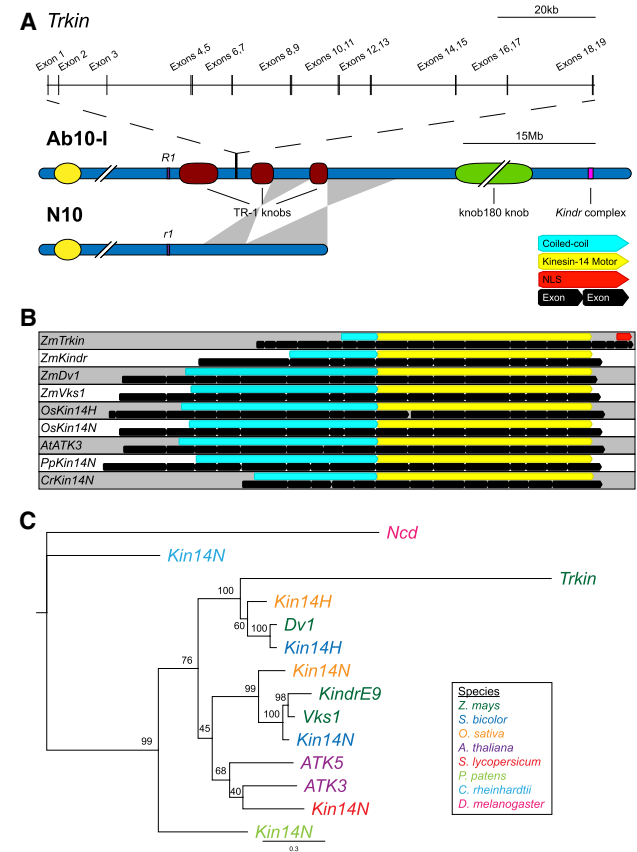 A Trkin
20kb
Exon 1
Exon 2
Exon 3
Exons 4,5
Exons 6,7
Exons 8,9
Exons 10,11
Exons 12,13
Exons 14,15
Exons 16,17
Exons 18,19
Ab10-I
15Mb
R1
TR-1 knobs
knob180 knob
Kindr complex
N10
r1
Coiled-coil
Kinesin-14 Motor
NLS
Exon Exon
B
ZmTrkin
ZmKindr
ZmDv1
ZmVks1
OsKin14H
OsKin14N
AtATK3
PpKin14N
CrKin14N
C
Ncd
Kin14N
Trkin
100
Kin14H
60
100
Dv1
Kin14H
76
Kin14N
99
98
KindrE9
100
Vks1
Kin14N
99
45
ATK5
68
ATK3
40
Kin14N
Kin14N
0.3
Species
Z. mays
S. bicolor
O. sativa
A. thaliana
S. lycopersicum
P. patens
C. rheinhardtii
D. melanogaster